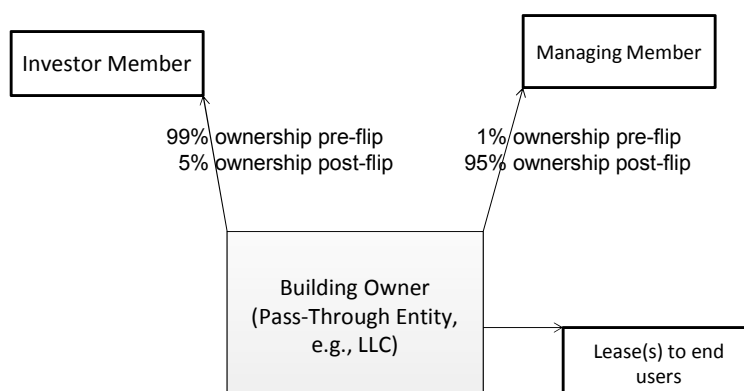 Investor Member
Managing Member
99% ownership pre-flip
5% ownership post-flip
1% ownership pre-flip
95% ownership post-flip
Building Owner
(Pass-Through Entity,
e.g., LLC)
Lease(s) to end
users